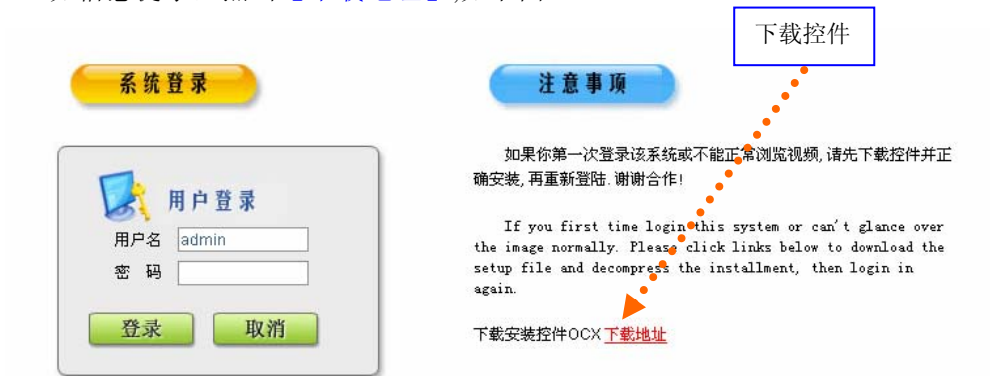 下载控件
系统登录
注意事项
如果你第一次登录该系统或不能正常浏览视频,请先下载控件并正
确安装,再重新登陆.谢谢合作!
用户登录
用户名 admin
密 码
If you first time login this system or can't glance over
the image normally. Please click links below to download the
setup file and decompress the installment, then login in
again.
登录 取消
下载安装控件OCX 下载地址